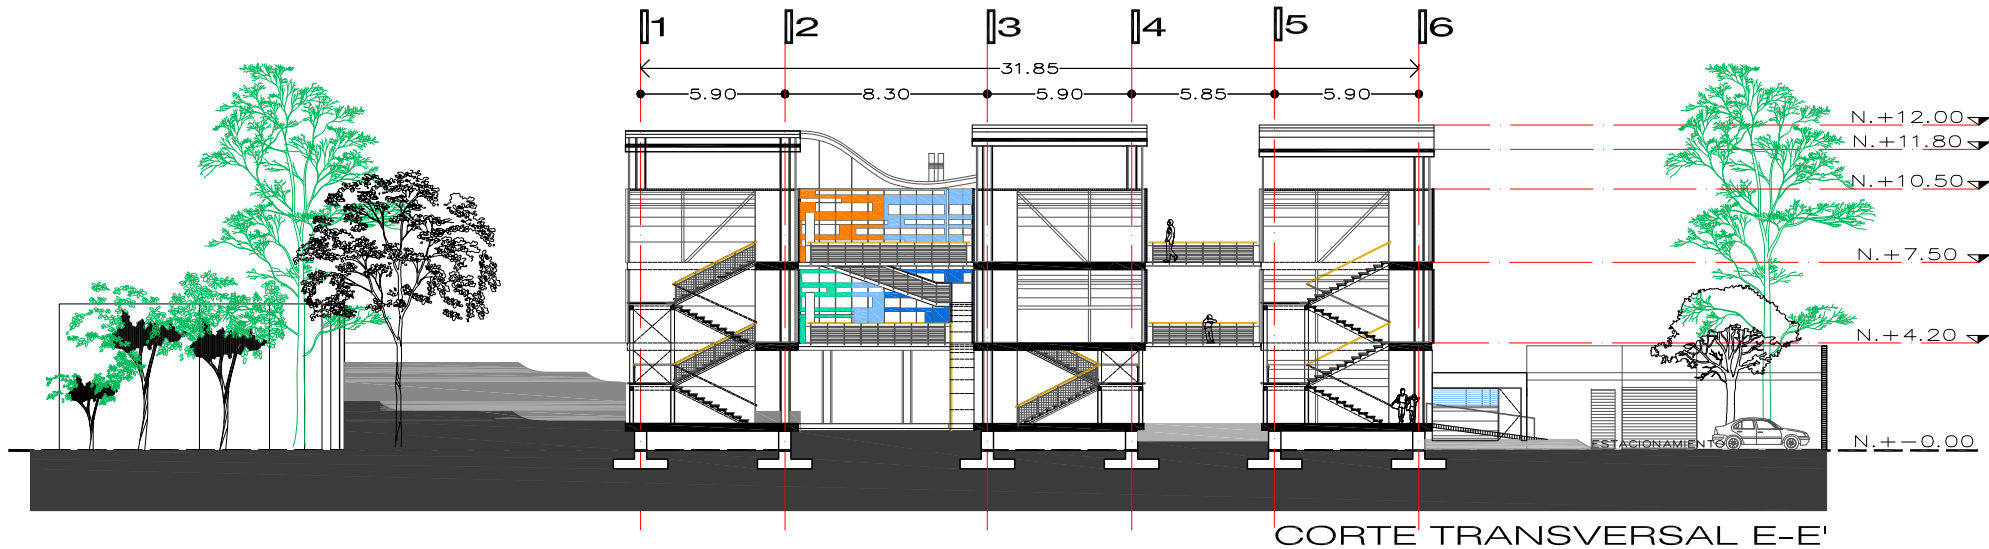 1 2 3 4 5 6
31.85
5.90 8.30 5.90 5.85 5.90
N.+12.00
N.+11.80
N.+10.50
N.+7.50
N.+4.20
ESTACIONAMIENTO
N.+-0.00
CORTE TRANSVERSAL E-E'